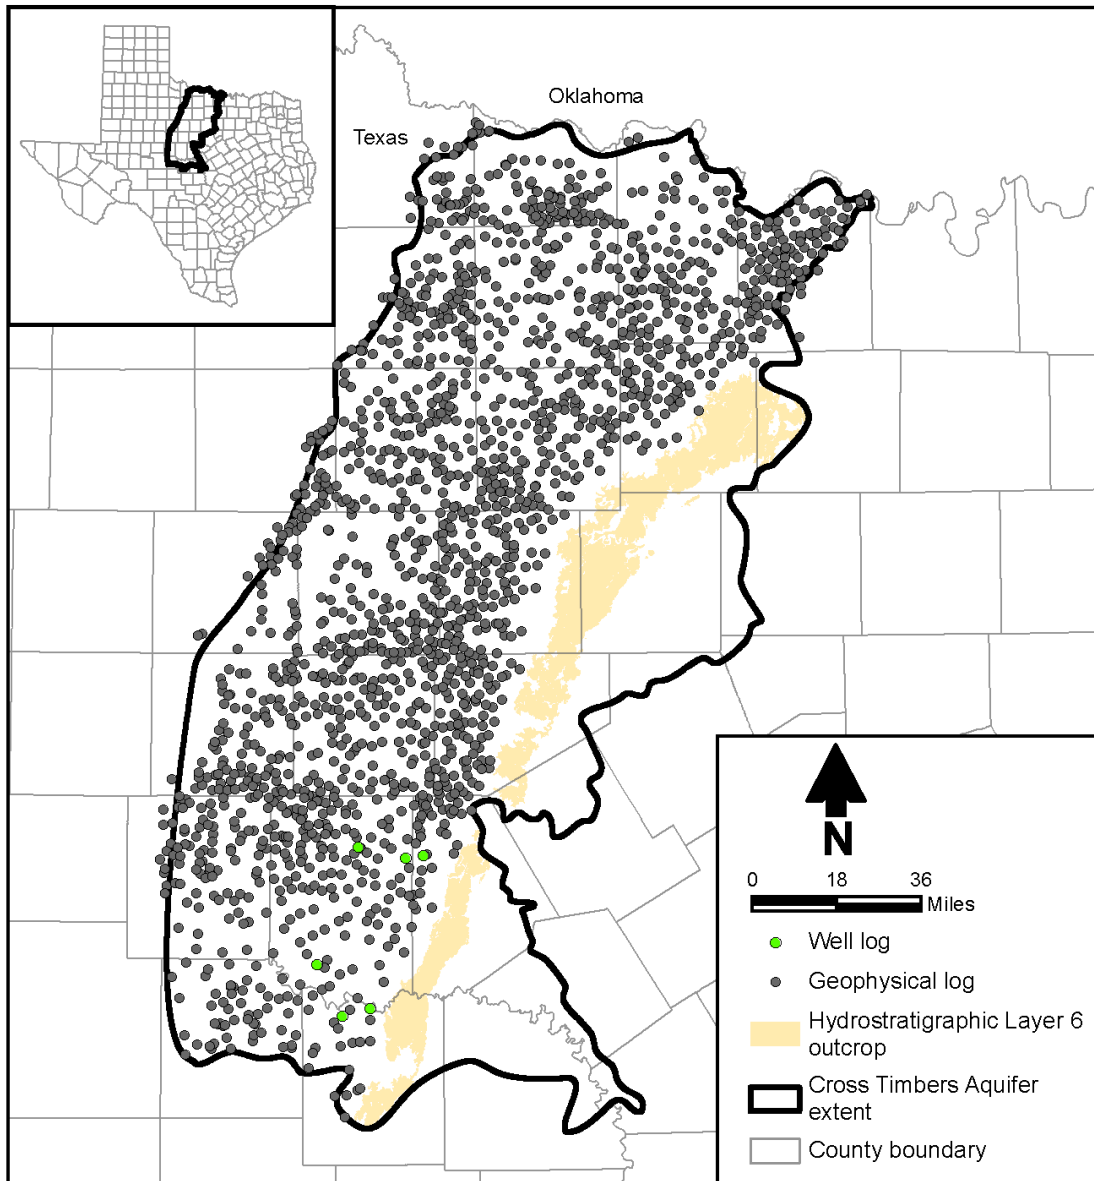 Oklahoma
Texas
N
0 18 36
Miles
Well log
Geophysical log
Hydrostratigraphic Layer 6
outcrop
Cross Timbers Aquifer
extent
County boundary